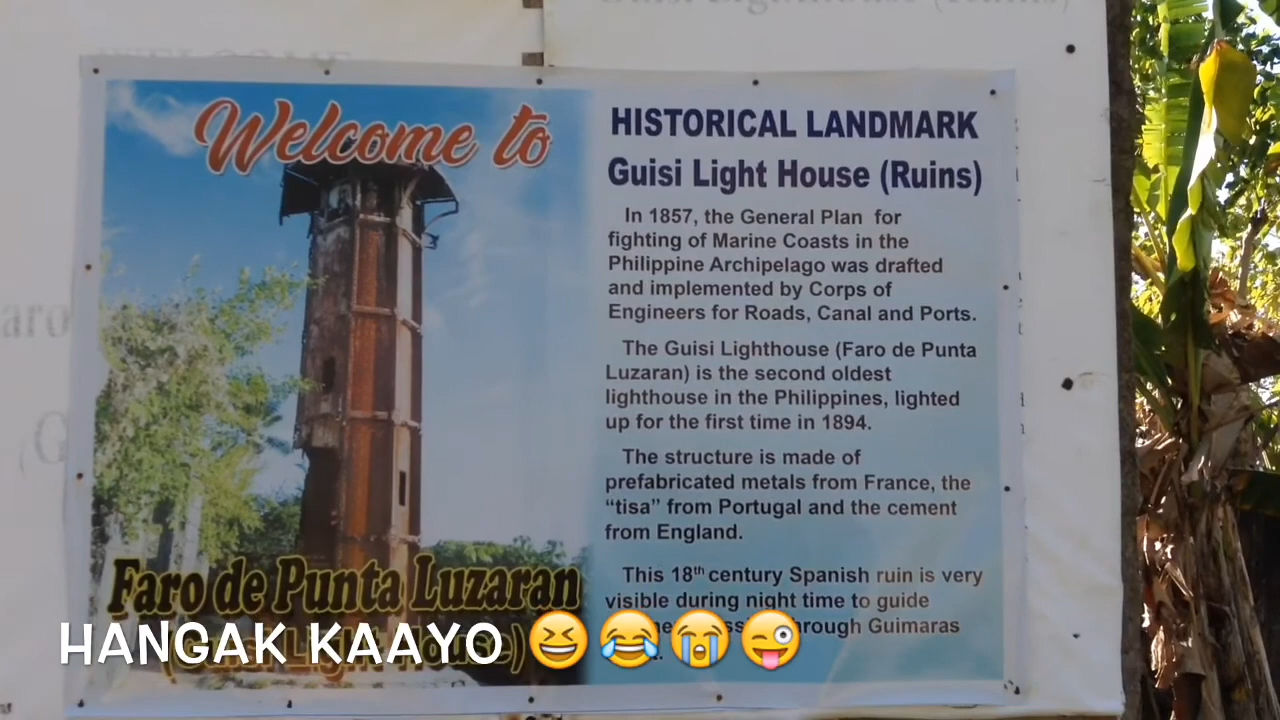 Welcome to
Faro de Punta Luzaran
HISTORICAL LANDMARK
Guisi Light House (Ruins)
In 1857, the General Plan for
fighting of Marine Coasts in the
Philippine Archipelago was drafted
and implemented by Corps of
Engineers for Roads, Canal and Ports.
The Guisi Lighthouse (Faro de Punta
Luzaran) is the second oldest
lighthouse in the Philippines, lighted
up for the first time in 1894.
The structure is made of
prefabricated metals from France, the
“tisa” from Portugal and the cement
from England.
This 18th century Spanish ruin is very
visible during night time to guide
through Guimaras
HANGAK KAAYO 😆😂😭😜